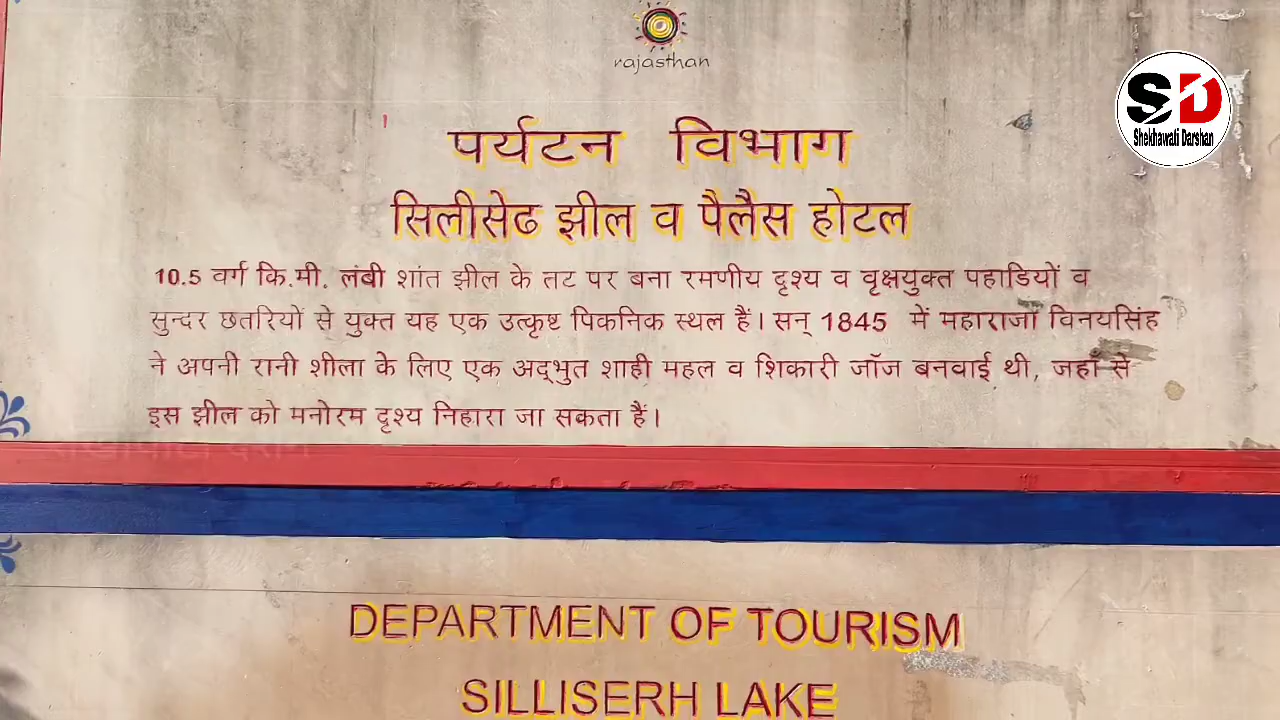 rajasthan
SD
Shekhawati Darshan
पर्यटन विभाग
सिलीसेढ झील व पैलेस होटल
10.5 वर्ग कि.मी. लंबी शांत झील के तट पर बना रमणीय दृश्य व वृक्षयुक्त पहाडियों व
सुन्दर छतरियों से युक्त यह एक उत्कृष्ट पिकनिक स्थल हैं। सन् 1845 में महाराजा विनयसिंह
ने अपनी रानी शीला के लिए एक अद्‌भुत शाही महल व शिकारी जॉज बनवाई थी, जहाँ से
इस झील को मनोरम दृश्य निहारा जा सकता हैं।
DEPARTMENT OF TOURISM
SILLISERH LAKE